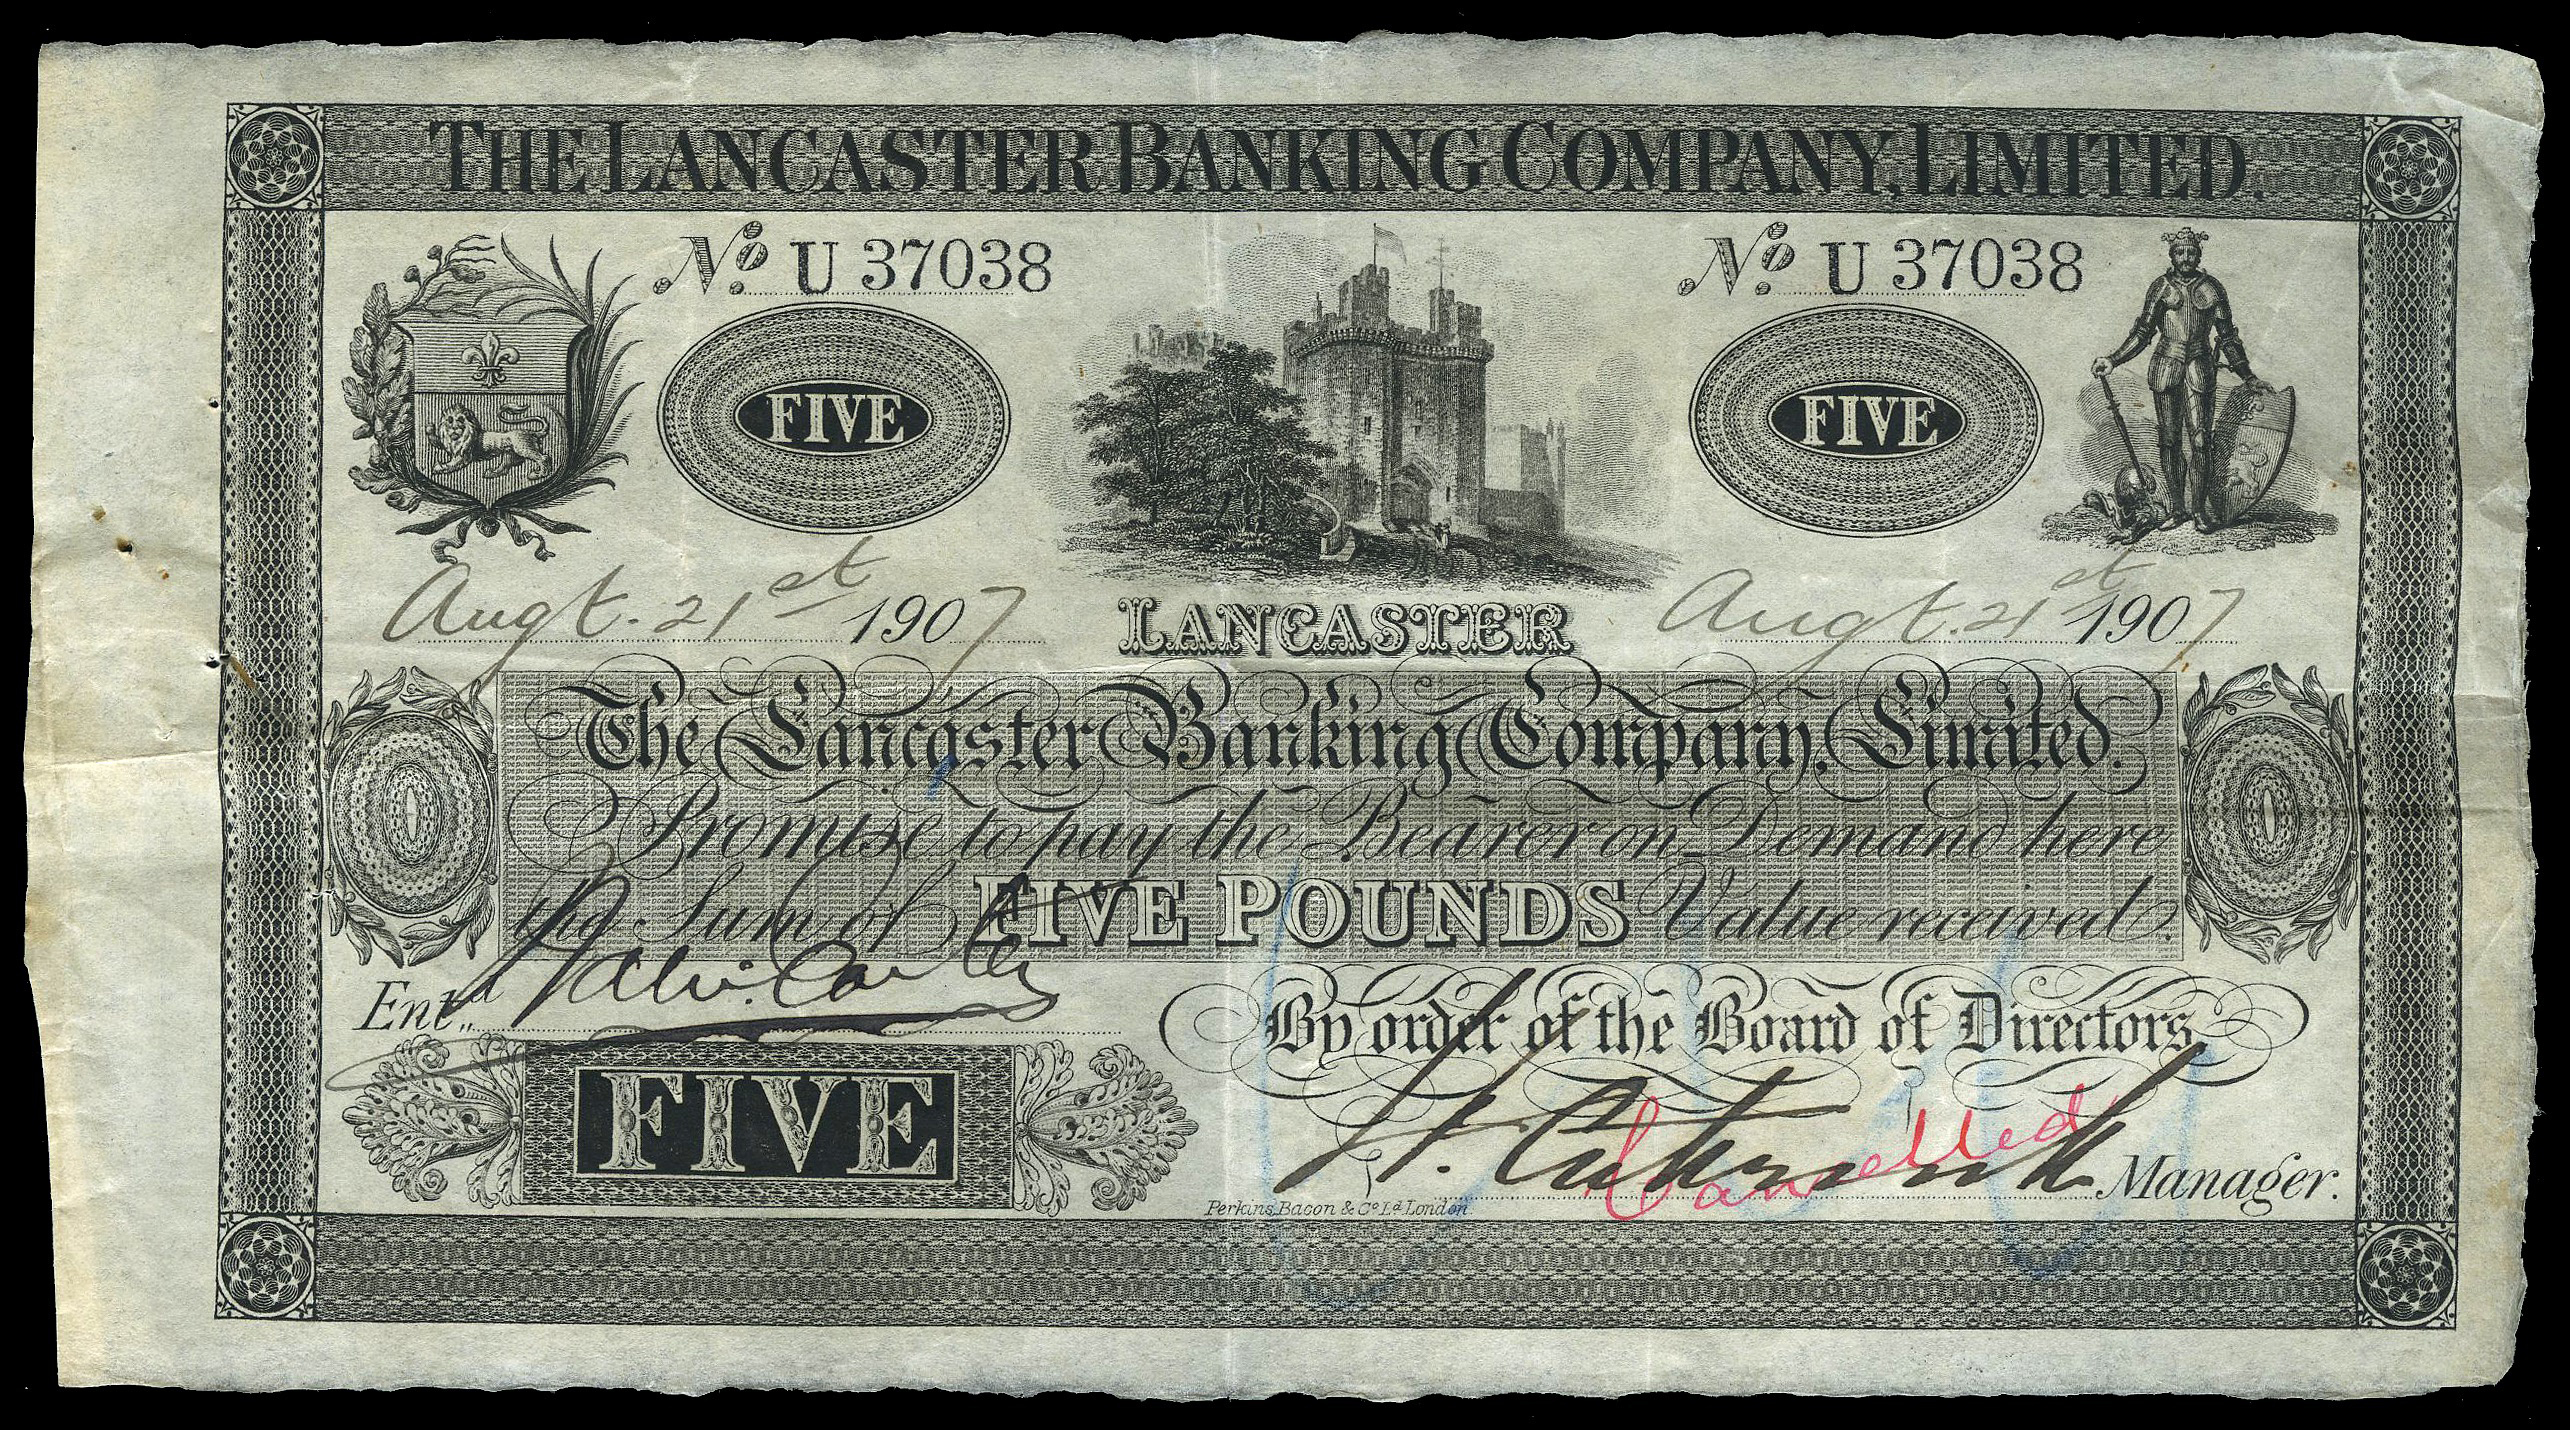 THE LANCASTER BANKING COMPANY, LIMITED.
No. U 37038
No. U 37038
FIVE
FIVE
Augt. 21st 1907
LANCASTER
Augt. 21st 1907
The Lancaster Banking Company, Limited.
Promise to pay the Bearer on Demand here
the Sum of FIVE POUNDS Value received.
Entd.
By order of the Board of Directors
FIVE
Cancelled
Manager.
Perkins, Bacon & Co Ld London.